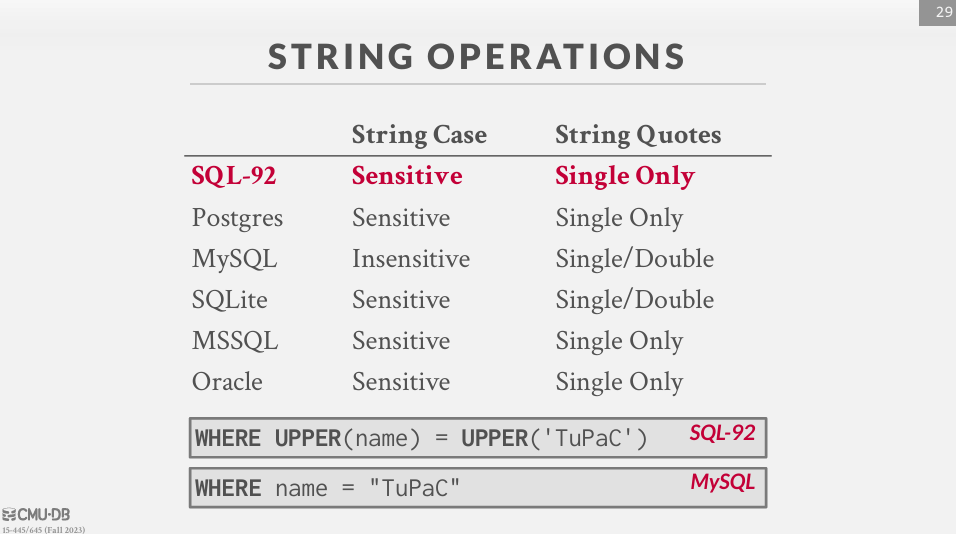 29
STRING OPERATIONS
String Case String Quotes
SQL-92 Sensitive Single Only
Postgres Sensitive Single Only
MySQL Insensitive Single/Double
SQLite Sensitive Single/Double
MSSQL Sensitive Single Only
Oracle Sensitive Single Only
WHERE UPPER(name) = UPPER('TuPaC') SQL-92
WHERE name = "TuPaC" MySQL
CMU·DB
15-445/645 (Fall 2023)